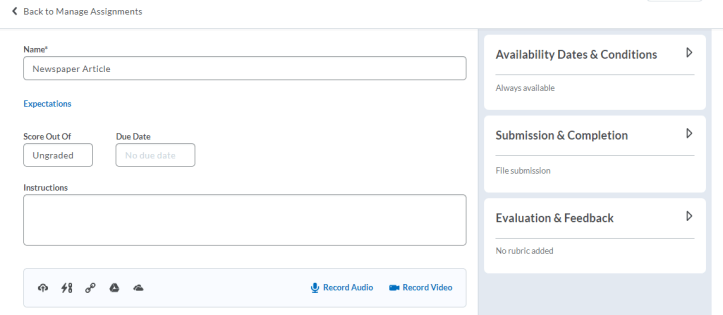 Back to Manage Assignments
Name*
Newspaper Article
Expectations
Score Out Of
Due Date
Ungraded
No due date
Instructions
Record Audio
Record Video
Availability Dates & Conditions
Always available
Submission & Completion
File submission
Evaluation & Feedback
No rubric added